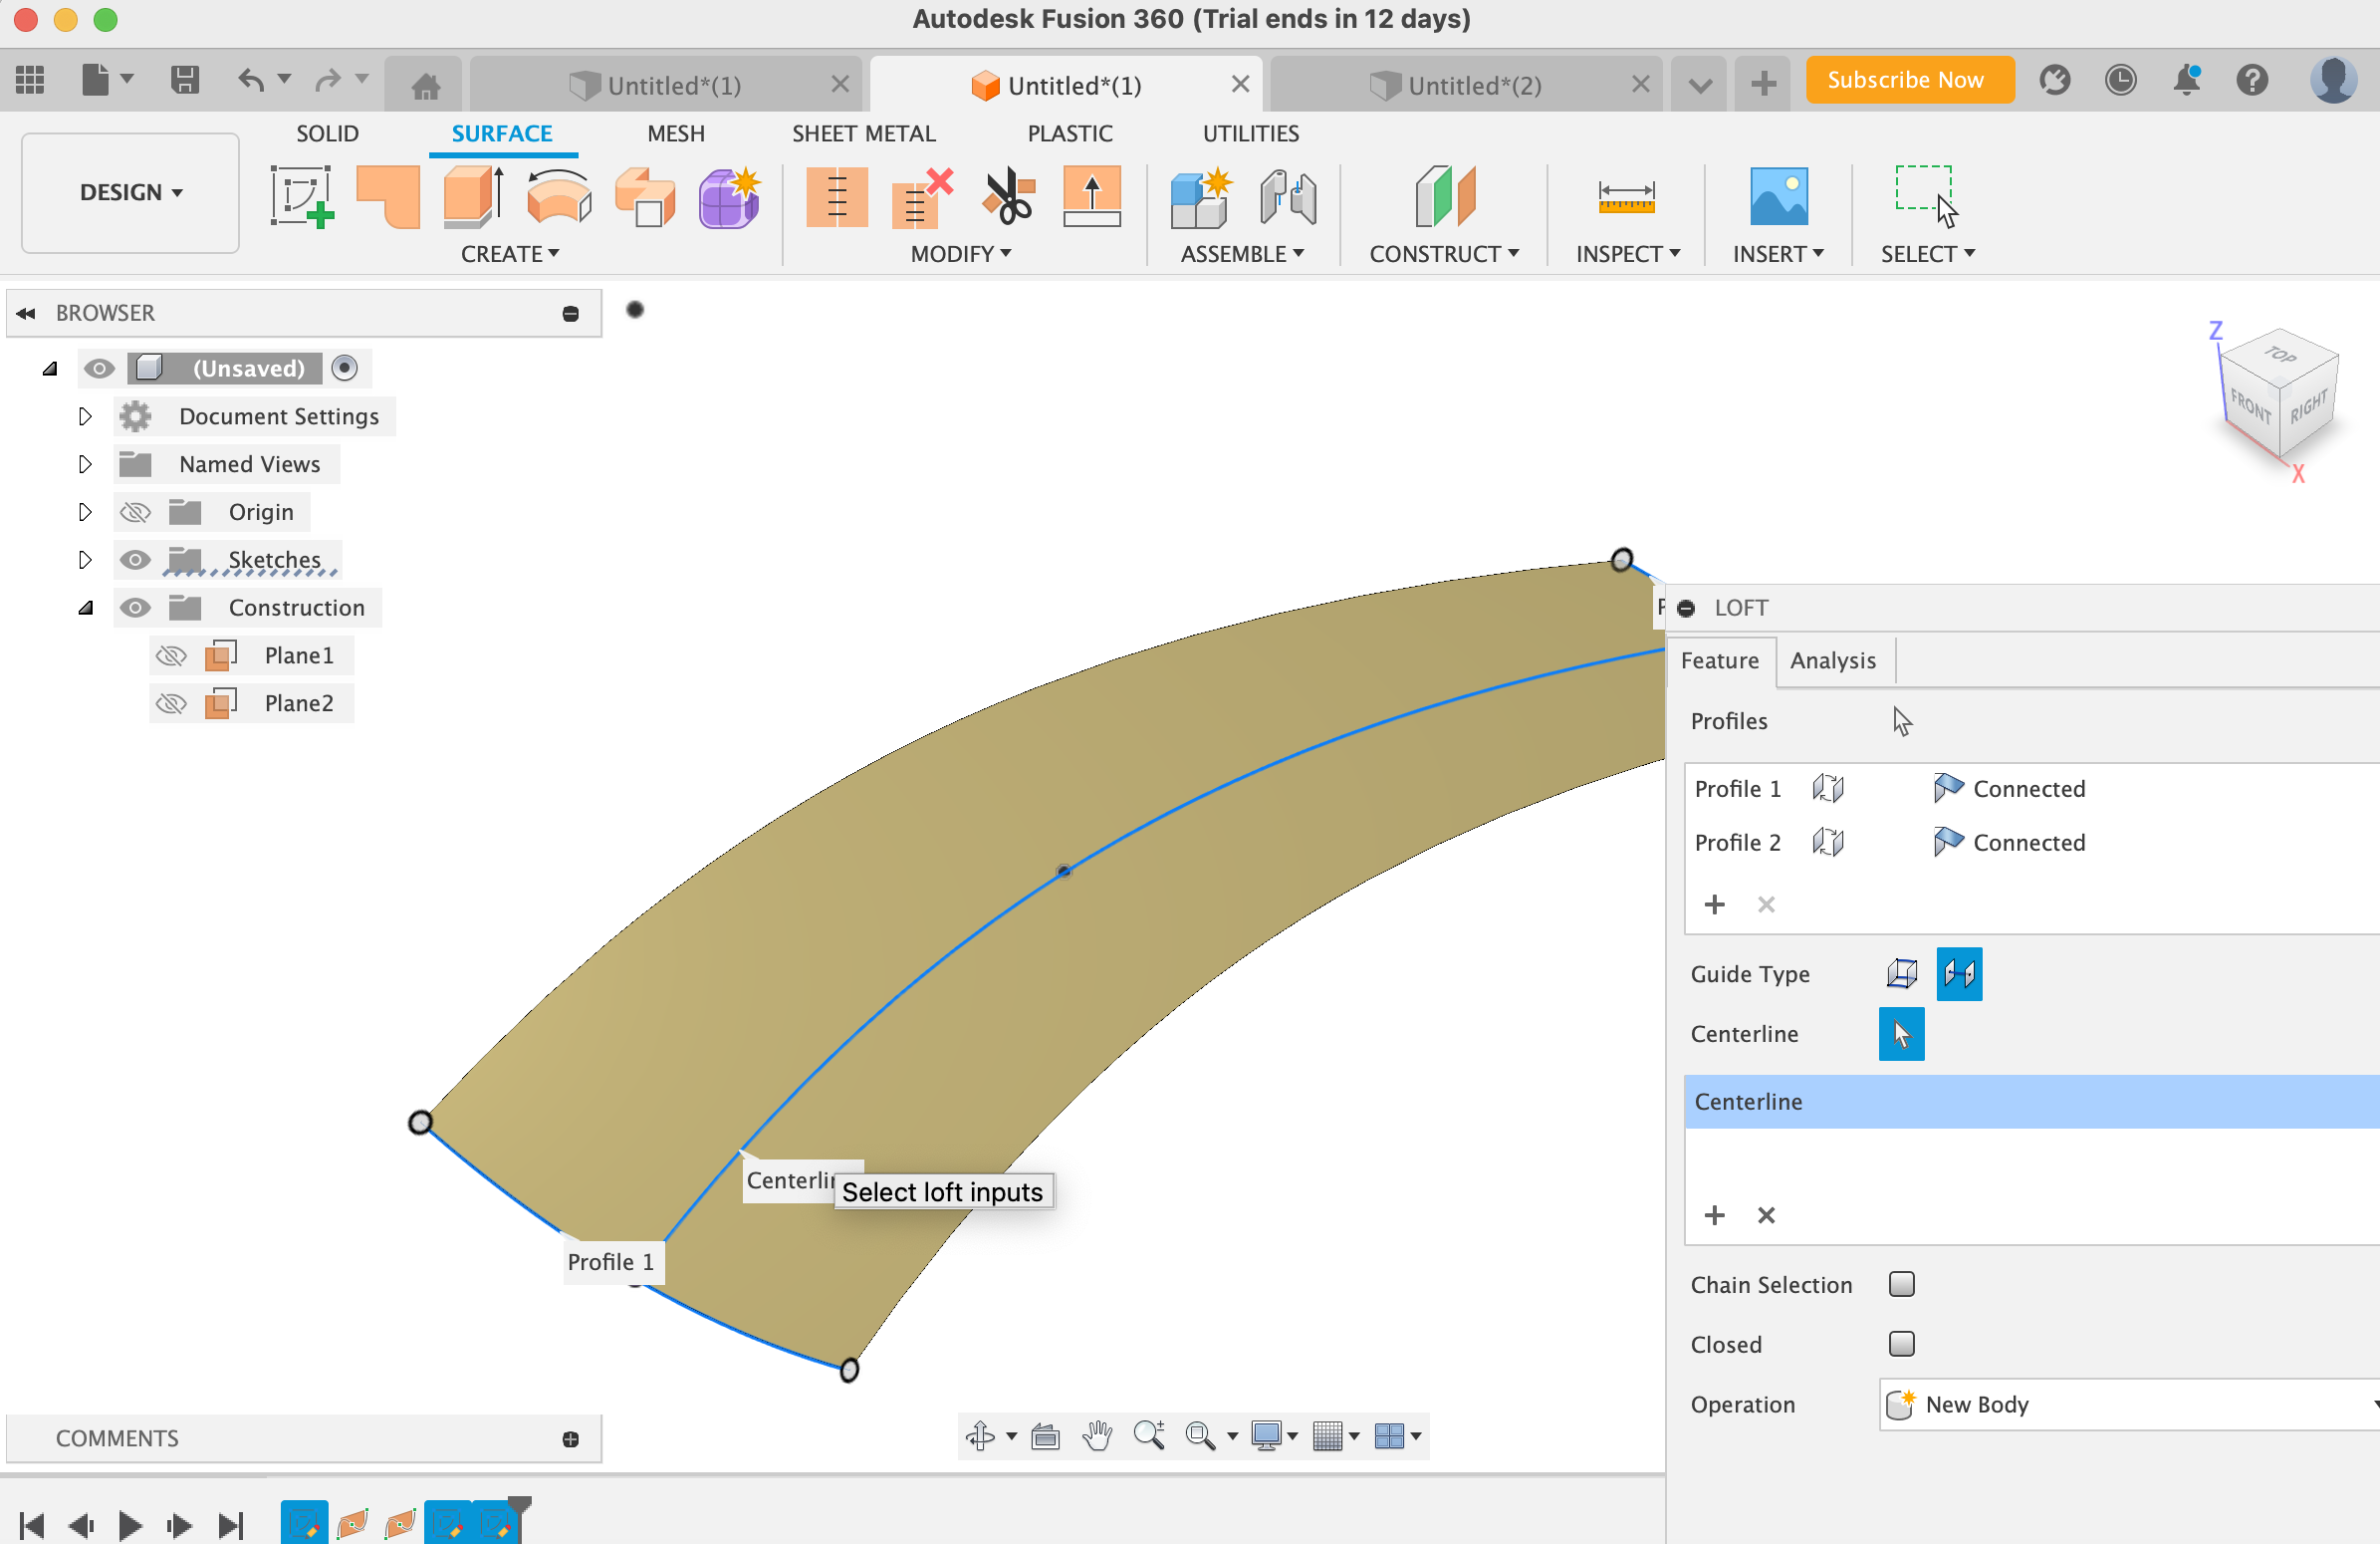 Autodesk Fusion 360 (Trial ends in 12 days)
Untitled*(1)
Untitled*(1)
Untitled*(2)
Subscribe Now
SOLID
SURFACE
MESH
SHEET METAL
PLASTIC
UTILITIES
DESIGN
CREATE
MODIFY
ASSEMBLE
CONSTRUCT
INSPECT
INSERT
SELECT
BROWSER
(Unsaved)
Document Settings
Named Views
Origin
Sketches
Construction
Plane1
Plane2
Z
TOP
FRONT
RIGHT
X
LOFT
Feature
Analysis
Profiles
Profile 1
Connected
Profile 2
Connected
Guide Type
Centerline
Centerline
Chain Selection
Closed
Operation
New Body
Select loft inputs
Profile 1
COMMENTS